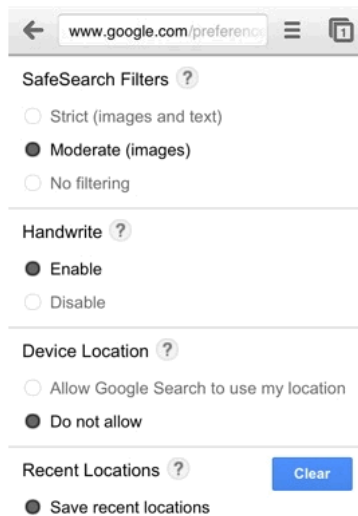 www.google.com/preferenc
1
SafeSearch Filters ?
Strict (images and text)
Moderate (images)
No filtering
Handwrite ?
Enable
Disable
Device Location ?
Allow Google Search to use my location
Do not allow
Recent Locations ? Clear
Save recent locations